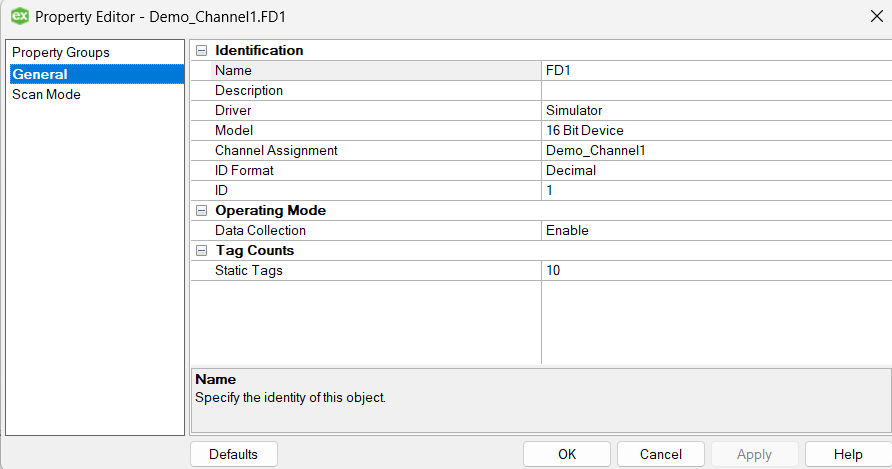 ex Property Editor - Demo_Channel1.FD1
Property Groups
General
Scan Mode
Identification
Name FD1
Description
Driver Simulator
Model 16 Bit Device
Channel Assignment Demo_Channel1
ID Format Decimal
ID 1
Operating Mode
Data Collection Enable
Tag Counts
Static Tags 10
Name
Specify the identity of this object.
Defaults OK Cancel Apply Help